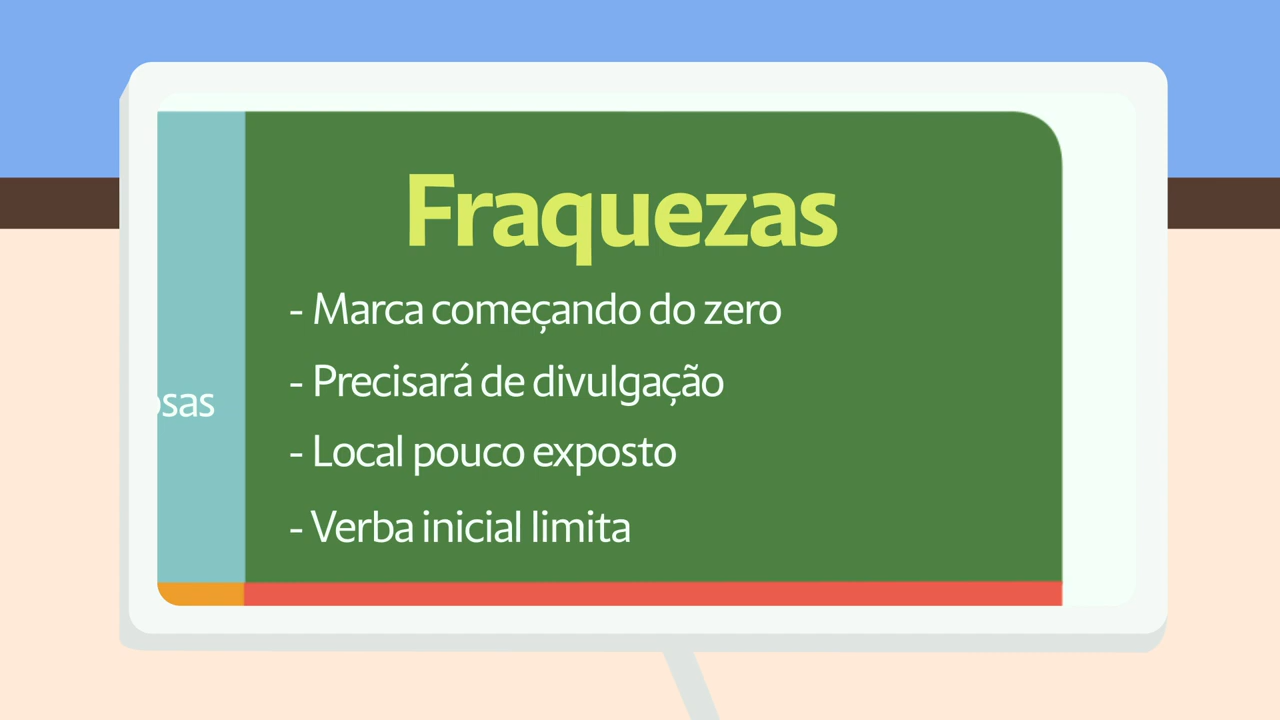 Fraquezas
- Marca começando do zero
- Precisará de divulgação
- Local pouco exposto
- Verba inicial limita